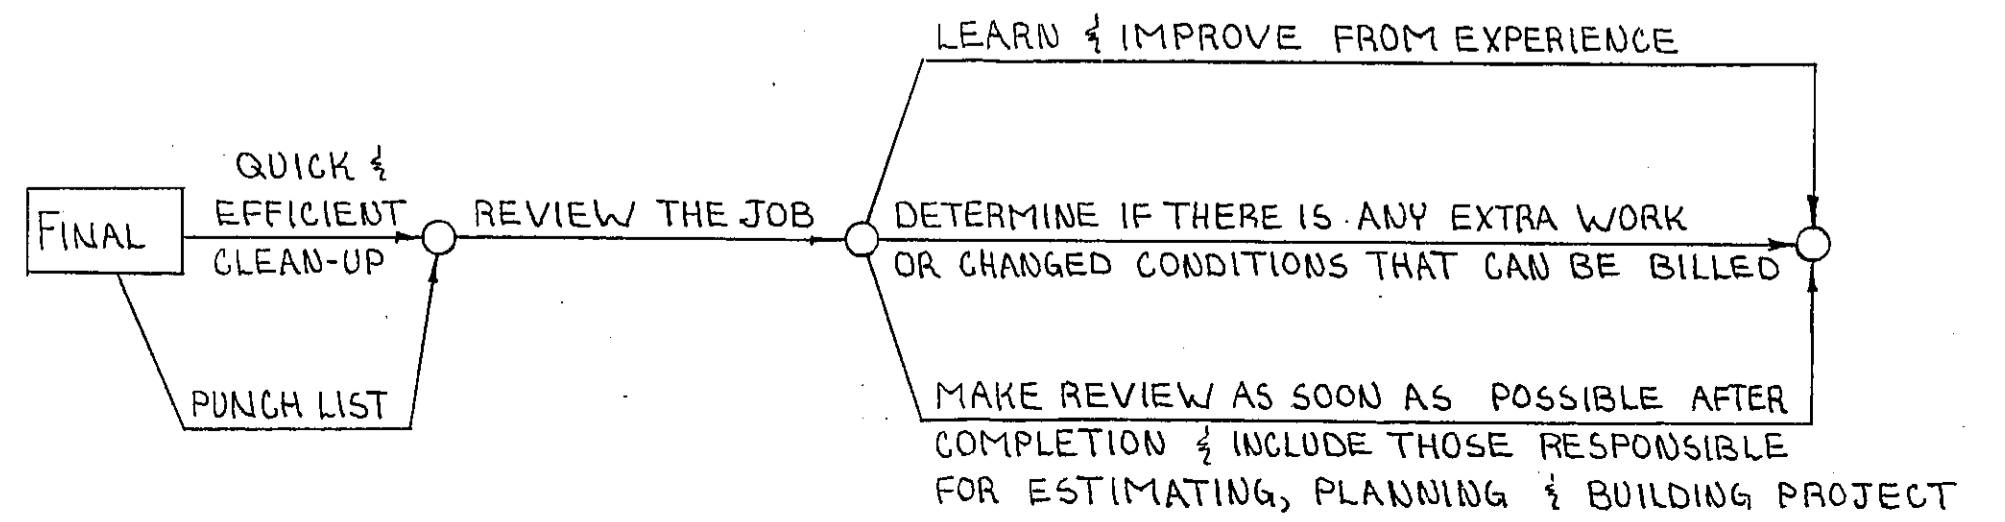 LEARN & IMPROVE FROM EXPERIENCE
QUICK &
EFFICIENT
CLEAN-UP
FINAL
REVIEW THE JOB
DETERMINE IF THERE IS ANY EXTRA WORK
OR CHANGED CONDITIONS THAT CAN BE BILLED
PUNCH LIST
MAKE REVIEW AS SOON AS POSSIBLE AFTER
COMPLETION & INCLUDE THOSE RESPONSIBLE
FOR ESTIMATING, PLANNING & BUILDING PROJECT